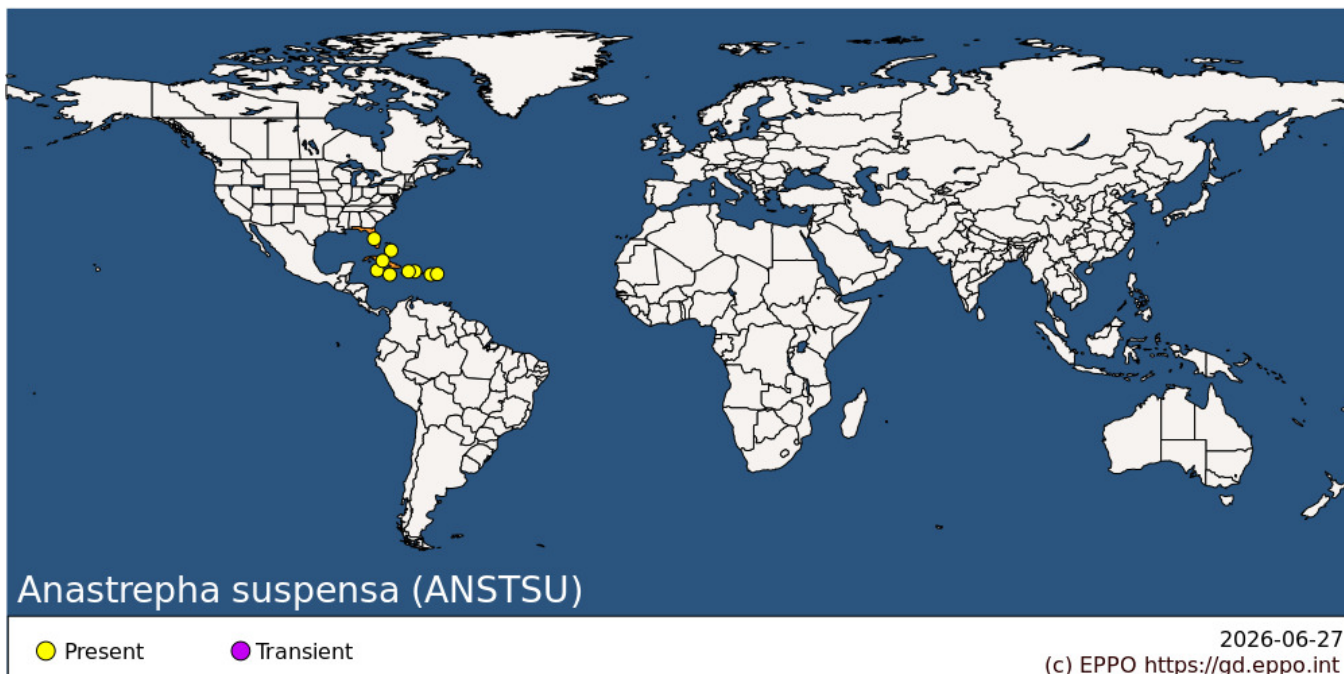 Anastrepha suspensa (ANSTSU)
Present
Transient
2026-06-27
(c) EPPO https://gd.eppo.int